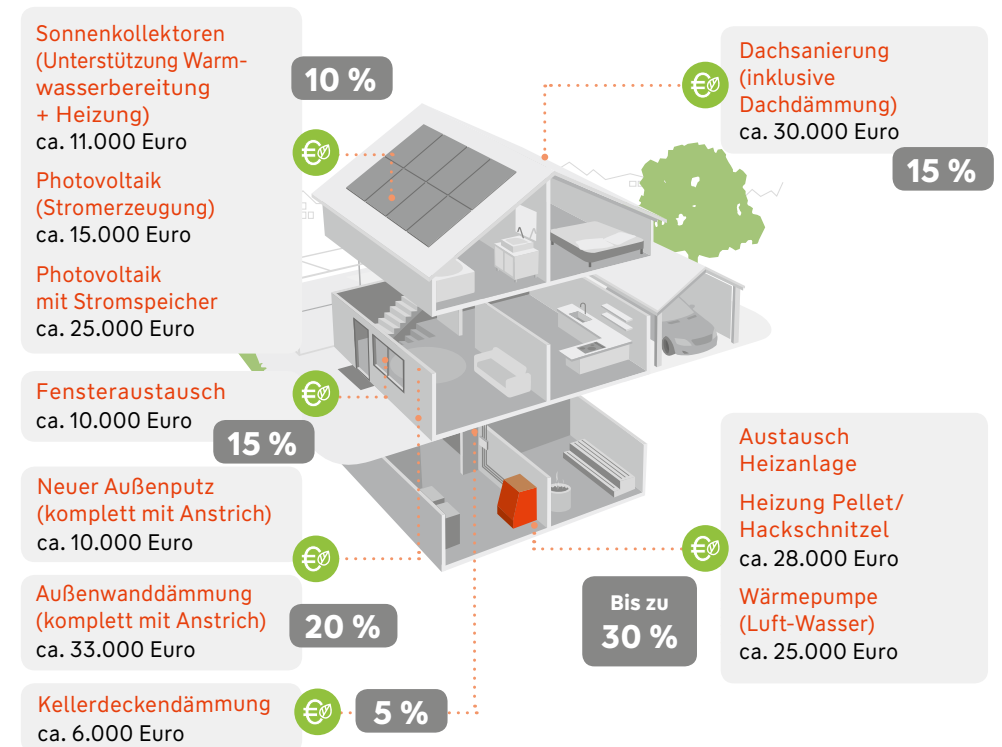 Sonnenkollektoren
(Unterstützung Warm-
wasserbereitung
+ Heizung)
ca. 11.000 Euro
10 %
Photovoltaik
(Stromerzeugung)
ca. 15.000 Euro
Photovoltaik
mit Stromspeicher
ca. 25.000 Euro
Dachsanierung
(inklusive
Dachdämmung)
ca. 30.000 Euro
15 %
Fensteraustausch
ca. 10.000 Euro
15 %
Neuer Außenputz
(komplett mit Anstrich)
ca. 10.000 Euro
Außenwanddämmung
(komplett mit Anstrich)
ca. 33.000 Euro
20 %
Kellerdeckendämmung
ca. 6.000 Euro
5 %
Austausch
Heizanlage
Heizung Pellet/
Hackschnitzel
ca. 28.000 Euro
Wärmepumpe
(Luft-Wasser)
ca. 25.000 Euro
Bis zu
30 %